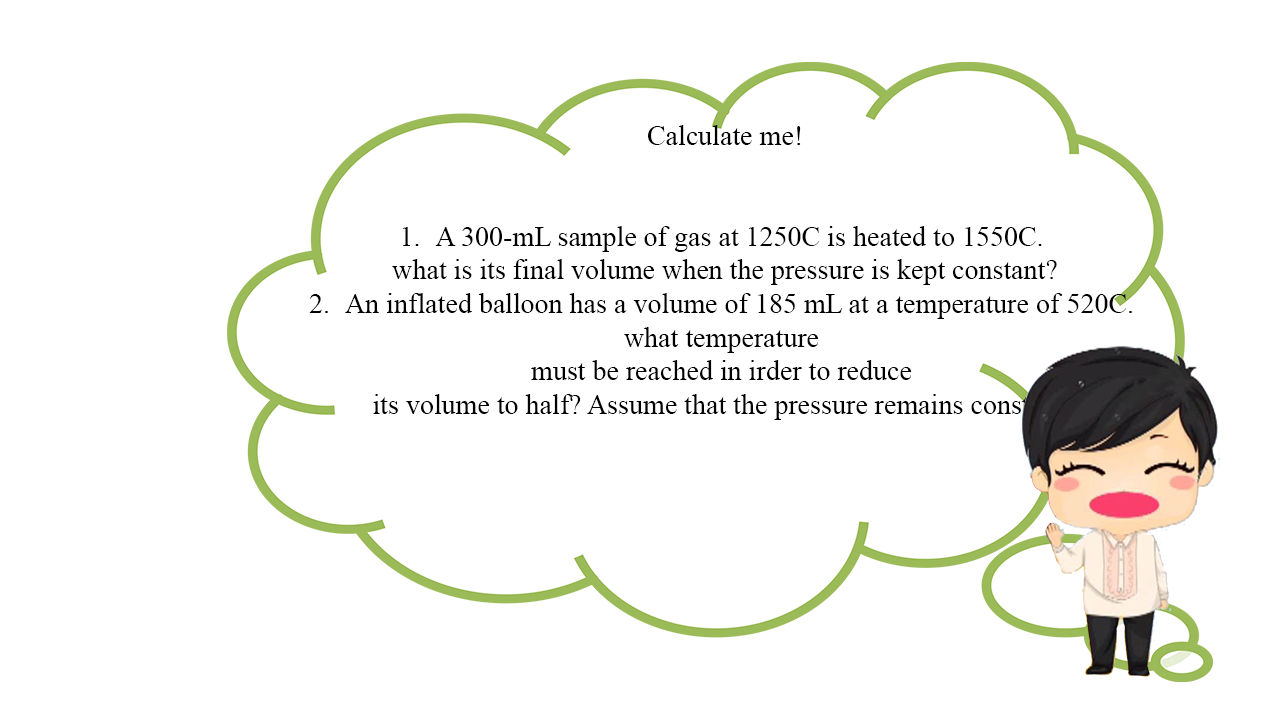 Calculate me!
1. A 300-mL sample of gas at 1250C is heated to 1550C.
what is its final volume when the pressure is kept constant?
2. An inflated balloon has a volume of 185 mL at a temperature of 520C.
what temperature
must be reached in irder to reduce
its volume to half? Assume that the pressure remains